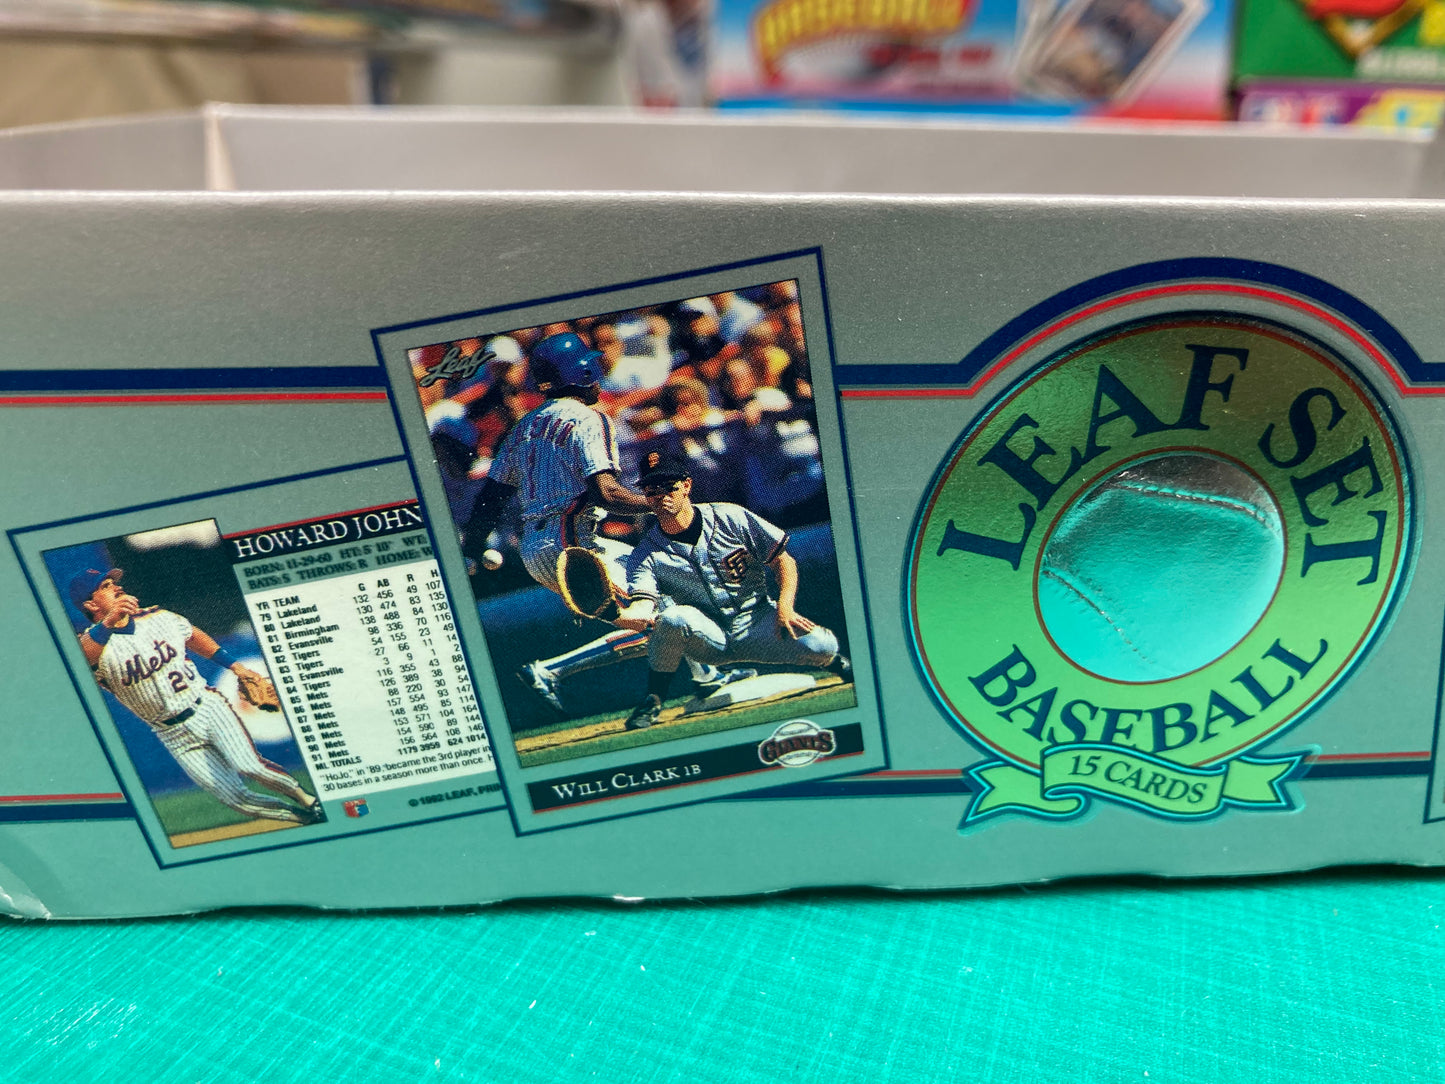 BASEBALL
Leaf
HOWARD JOHN
BORN: 11-29-60 HT: 5' 10" WT:
BATS: S THROWS: R HOME: W
YR TEAM G AB R H
79 Lakeland 132 456 49 107
80 Lakeland 130 474 83 135
81 Birmingham 138 488 84 130
82 Evansville 98 336 70 116
82 Tigers 54 155 23 49
83 Tigers 27 66 11 14
83 Evansville 3 9 1 2
84 Tigers 116 355 43 88
85 Mets 126 389 38 94
86 Mets 88 220 30 54
87 Mets 157 554 93 147
88 Mets 148 495 85 114
89 Mets 153 571 104 164
90 Mets 154 590 89 144
91 Mets 156 564 108 146
ML TOTALS 1179 3959 624 1014
"HoJo," in '89, became the 3rd player in
30 bases in a season more than once. H
© 1992 LEAF, PRIN
Mets
20
SF
GIANTS
WILL CLARK 1B
LEAF SET
BASEBALL
15 CARDS